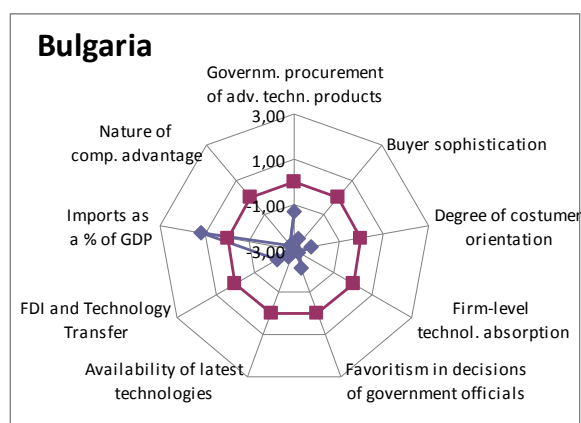 Bulgaria
Governm. procurement
of adv. techn. products
3,00
Nature of
comp. advantage
1,00
Buyer sophistication
-1,00
Imports as
a % of GDP
Degree of costumer
orientation
-3,00
FDI and Technology
Transfer
Firm-level
technol. absorption
Availability of latest
technologies
Favoritism in decisions
of government officials